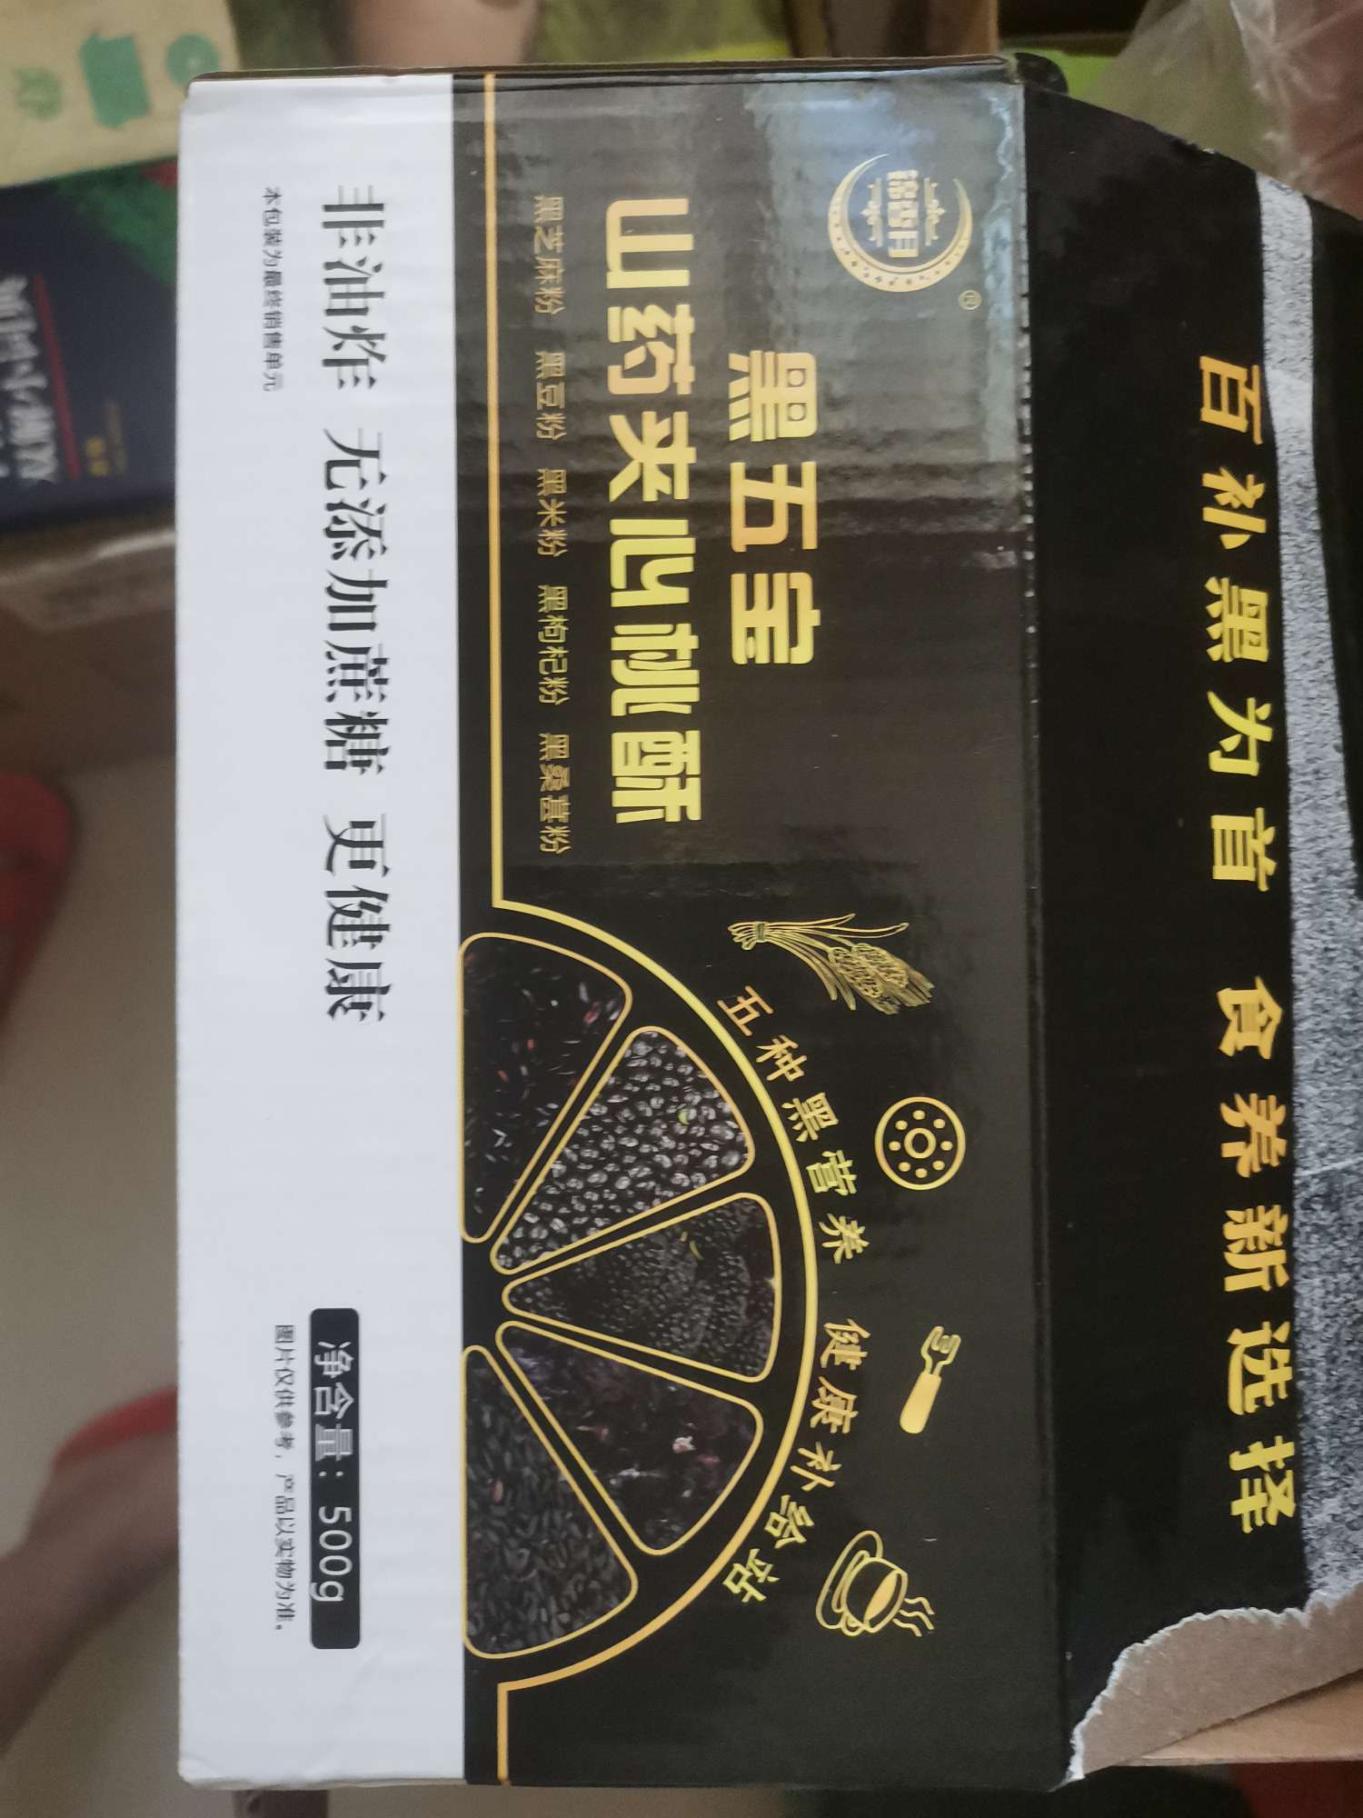 百补黑为首 食养新选择
锦香月
®
黑五宝
山药夹心桃酥
黑芝麻粉 黑豆粉 黑米粉 黑枸杞粉 黑桑葚粉
五种黑营养 健康补给站
非油炸 无添加蔗糖 更健康
本包装为最终销售单元
净含量：500g
图片仅供参考，产品以实物为准。